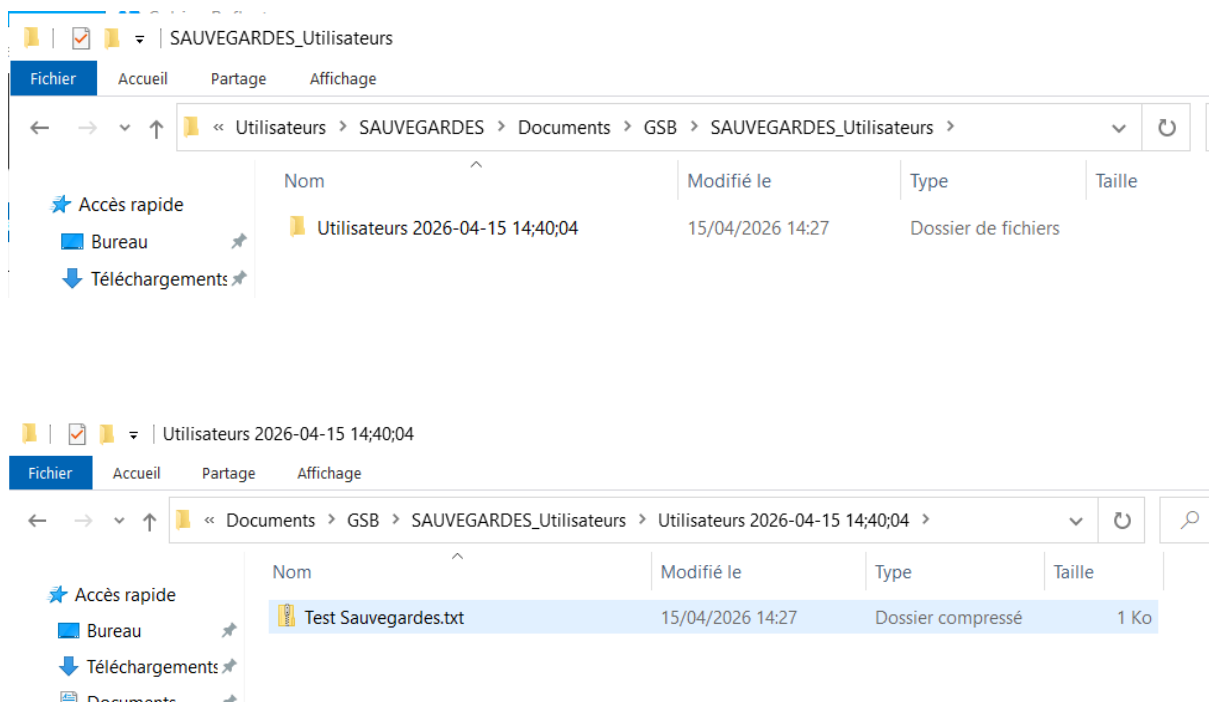 SAUVEGARDES_Utilisateurs
Fichier Accueil Partage Affichage
« Utilisateurs > SAUVEGARDES > Documents > GSB > SAUVEGARDES_Utilisateurs >
Nom Modifié le Type Taille
Accès rapide
Utilisateurs 2026-04-15 14;40;04 15/04/2026 14:27 Dossier de fichiers
Bureau
Téléchargements
Utilisateurs 2026-04-15 14;40;04
Fichier Accueil Partage Affichage
« Documents > GSB > SAUVEGARDES_Utilisateurs > Utilisateurs 2026-04-15 14;40;04 >
Nom Modifié le Type Taille
Accès rapide
Test Sauvegardes.txt 15/04/2026 14:27 Dossier compressé 1 Ko
Bureau
Téléchargements
Documents